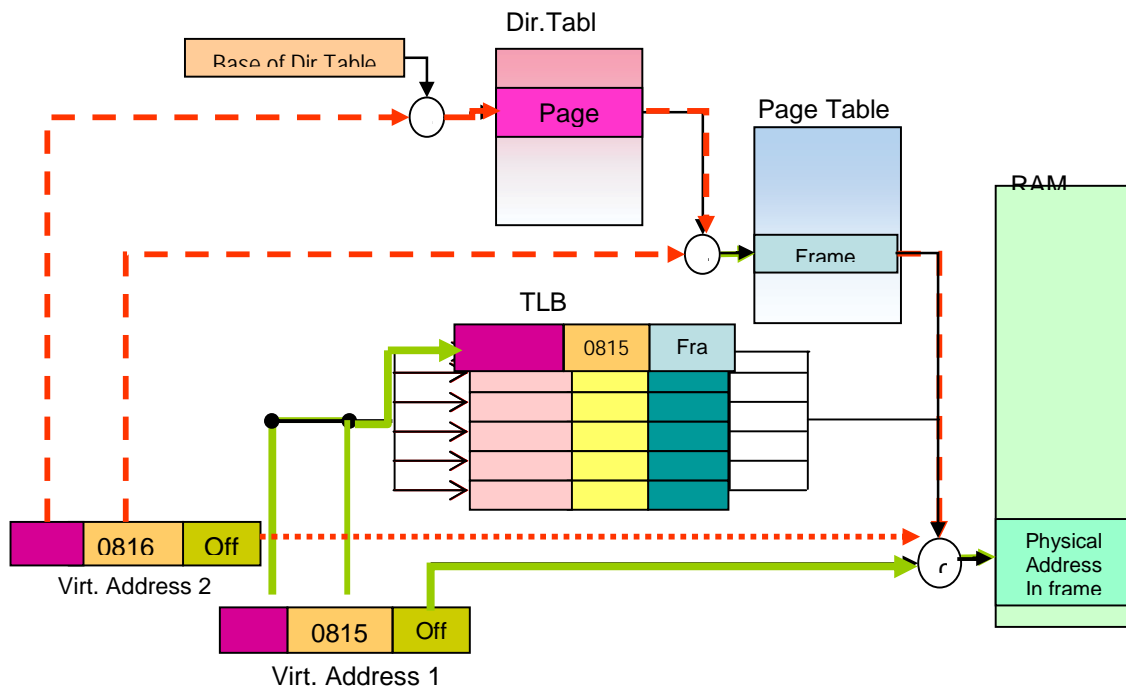 Dir.Tabl
Base of Dir Table
Page
Page Table
RAM
Frame
TLB
0815
Fra
0816
Off
Virt. Address 2
Physical
Address
In frame
0815
Off
Virt. Address 1